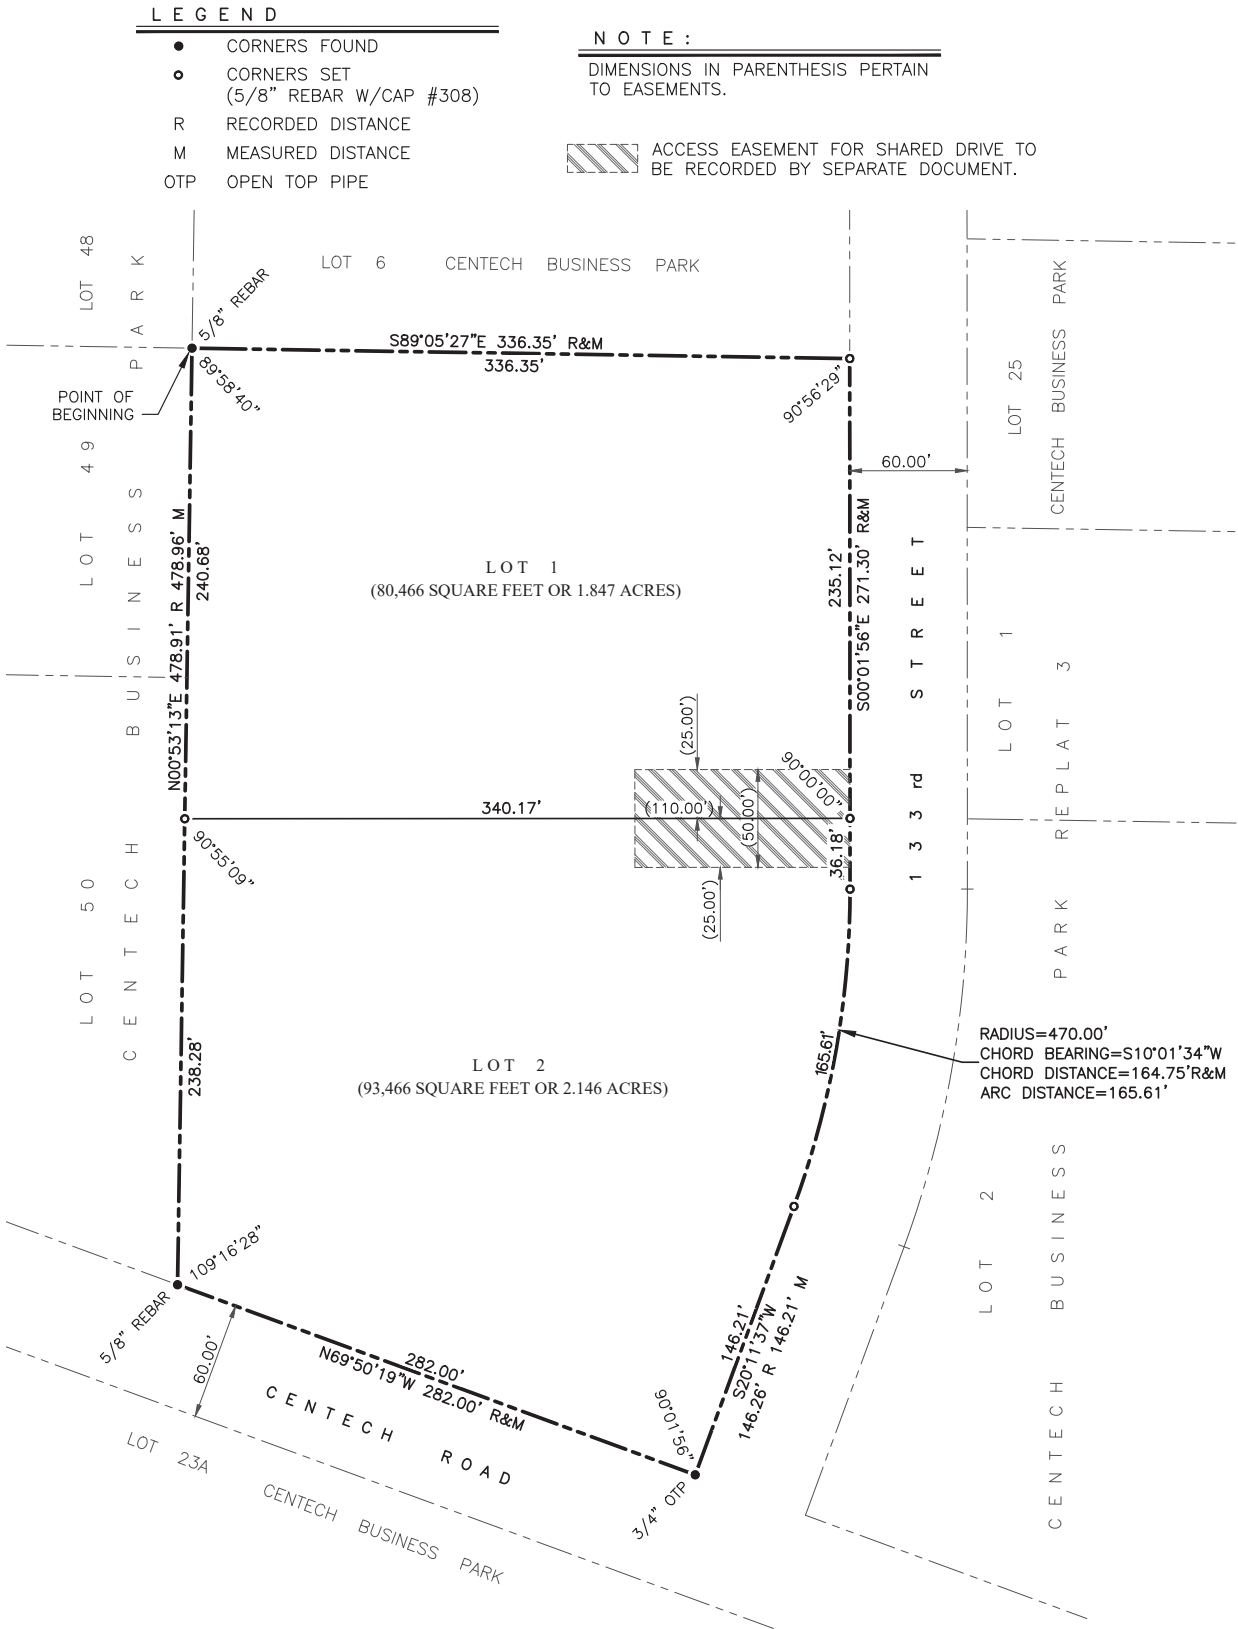 LEGEND
CORNERS FOUND
CORNERS SET
(5/8" REBAR W/CAP #308)
R RECORDED DISTANCE
M MEASURED DISTANCE
OTP OPEN TOP PIPE
NOTE:
DIMENSIONS IN PARENTHESIS PERTAIN
TO EASEMENTS.
ACCESS EASEMENT FOR SHARED DRIVE TO
BE RECORDED BY SEPARATE DOCUMENT.
LOT 48
LOT 6 CENTECH BUSINESS PARK
5/8" REBAR
S89°05'27"E 336.35' R&M
336.35'
89°58'40"
90°56'29"
POINT OF
BEGINNING
LOT 49
CENTECH BUSINESS PARK
LOT 50
N00°53'13"E 478.91' R 478.96' M
240.68'
LOT 1
(80,466 SQUARE FEET OR 1.847 ACRES)
235.12'
S00°01'56"E 271.30' R&M
60.00'
133rd STREET
LOT 25
CENTECH BUSINESS PARK
LOT 1
CENTECH BUSINESS PARK REPLAT 3
(25.00')
90°00'00"
340.17'
(110.00')
(50.00')
36.18'
(25.00')
90°55'09"
238.28'
LOT 2
(93,466 SQUARE FEET OR 2.146 ACRES)
165.61'
RADIUS=470.00'
CHORD BEARING=S10°01'34"W
CHORD DISTANCE=164.75'R&M
ARC DISTANCE=165.61'
LOT 2
109°16'28"
5/8" REBAR
60.00'
282.00'
N69°50'19"W 282.00' R&M
CENTECH ROAD
146.21'
S20°11'37"W
146.26' R 146.21' M
90°01'56"
3/4" OTP
LOT 23A CENTECH BUSINESS PARK